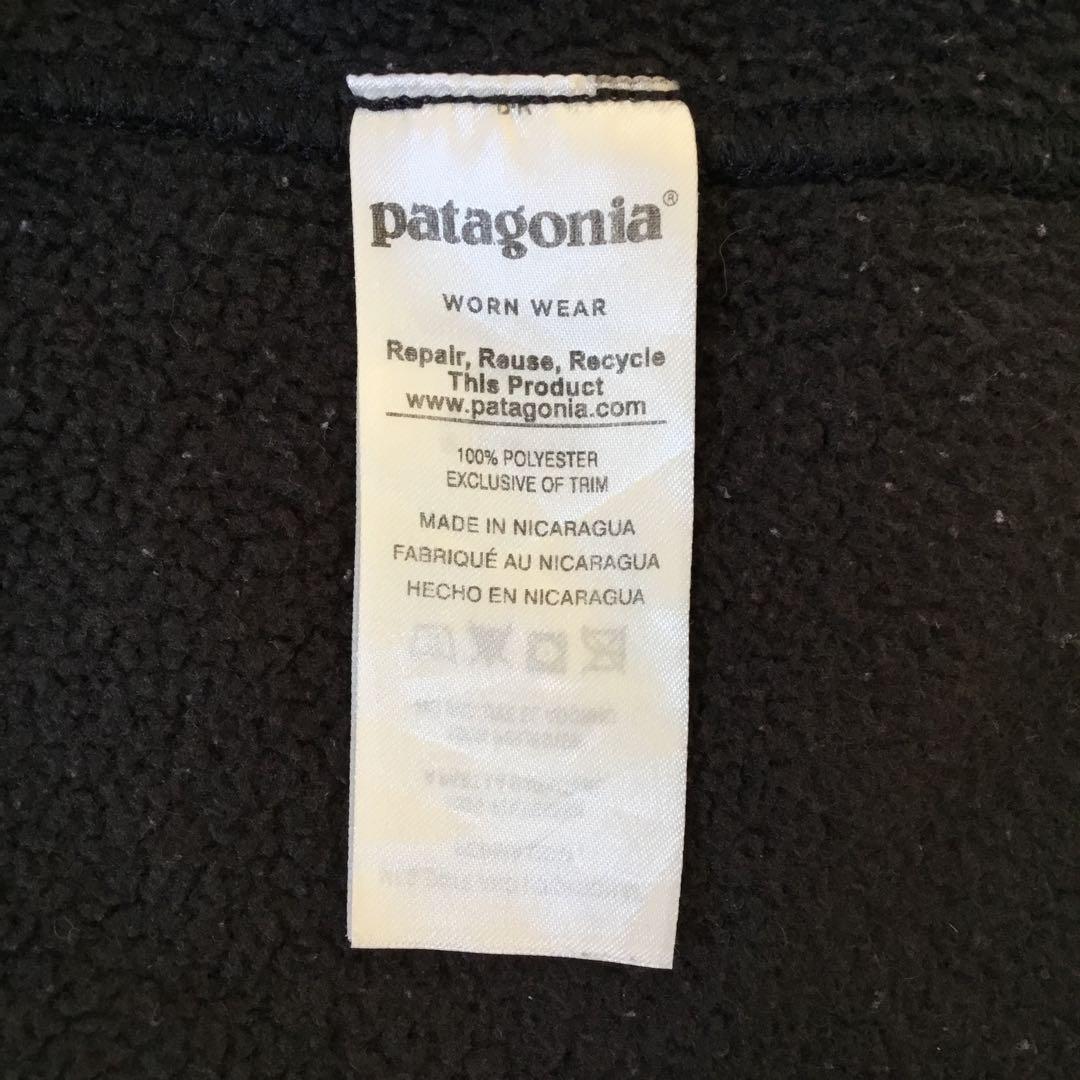 patagonia®
WORN WEAR
Repair, Reuse, Recycle
This Product
www.patagonia.com
100% POLYESTER
EXCLUSIVE OF TRIM
MADE IN NICARAGUA
FABRIQUÉ AU NICARAGUA
HECHO EN NICARAGUA